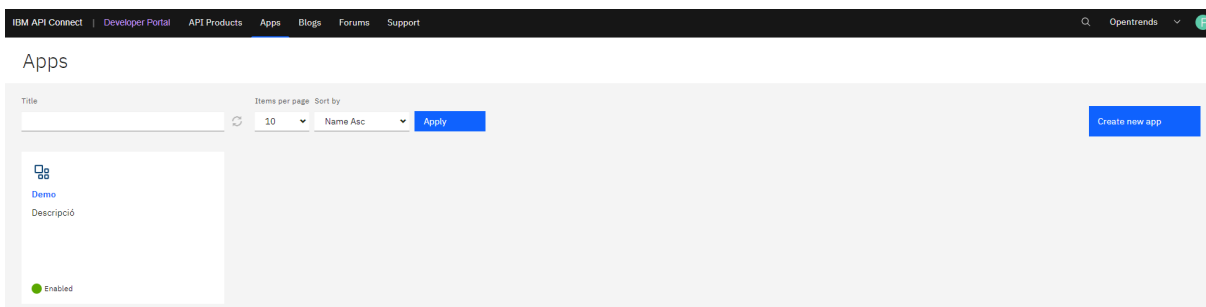 IBM API Connect | Developer Portal API Products Apps Blogs Forums Support Opentrends
Apps
Title Items per page Sort by
10 Name Asc Apply Create new app
Demo
Descripció
Enabled